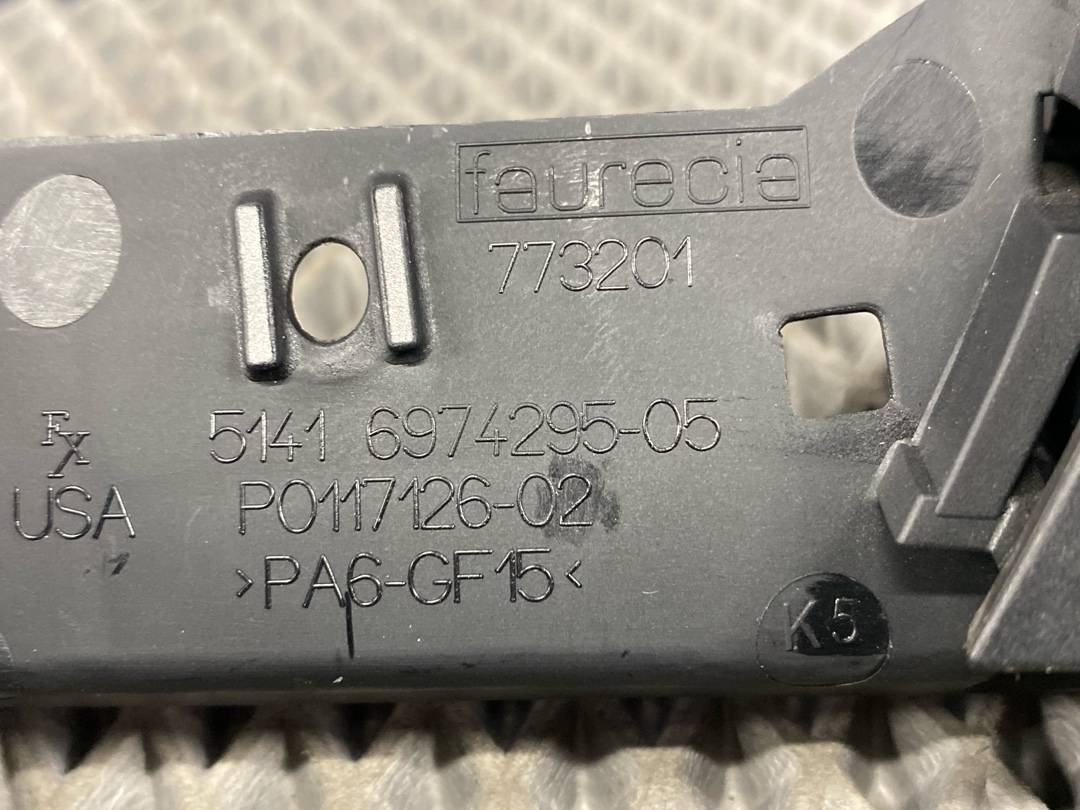 faurecia
773201
5141 6974295-05
FX
USA
P0117126-02
>PA6-GF15<
K5